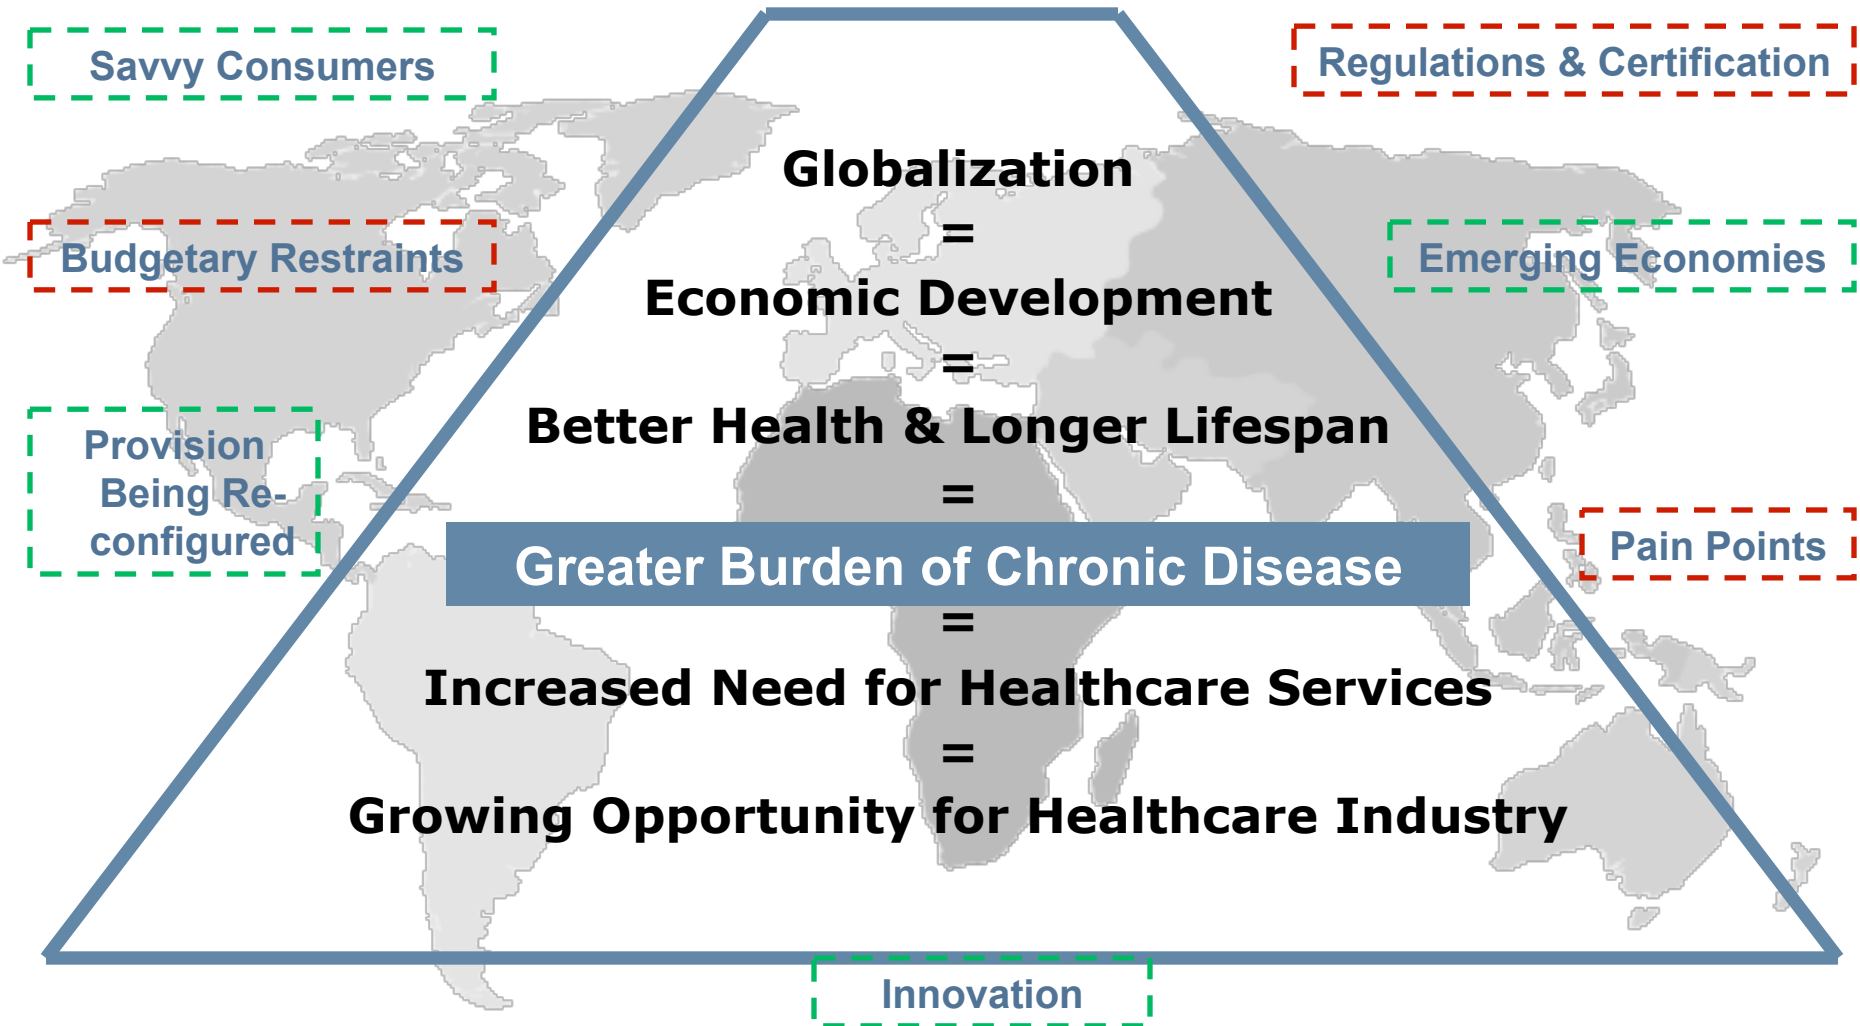 Savvy Consumers
Regulations & Certification
Globalization
=
Budgetary Restraints
Emerging Economies
Economic Development
=
Better Health & Longer Lifespan
=
Provision
Being Re-
configured
Greater Burden of Chronic Disease
Pain Points
=
Increased Need for Healthcare Services
=
Growing Opportunity for Healthcare Industry
Innovation